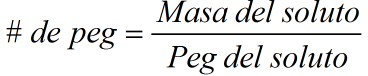 # de peg = Masa del soluto
Peg del soluto